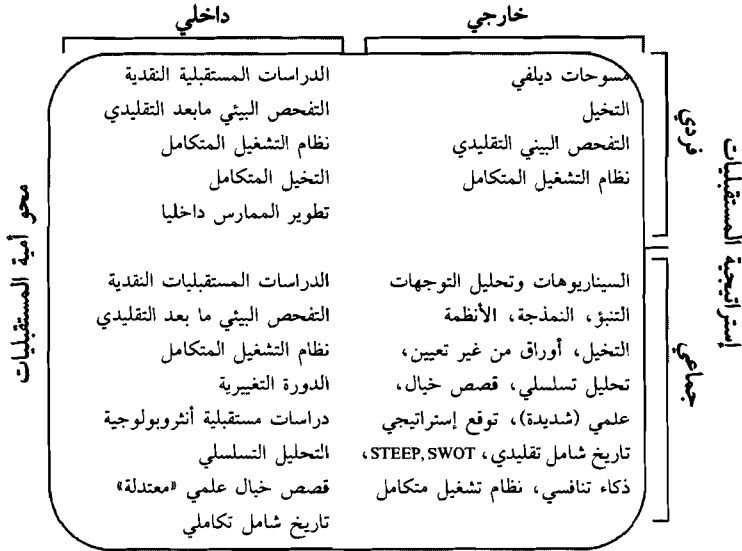 خارجي
داخلي
إستراتيجية المستقبليات
فردي
مسوحات ديلفي
التخيل
التفحص البيني التقليدي
نظام التشغيل المتكامل
الدراسات المستقبلية النقدية
التفحص البيئي مابعد التقليدي
نظام التشغيل المتكامل
التخيل المتكامل
تطوير الممارس داخليا
جماعي
السيناريوهات وتحليل التوجهات
التنبؤ، النمذجة، الأنظمة
التخيل، أوراق من غير تعيين،
تحليل تسلسلي، قصص خيال،
علمي (شديدة)، توقع إستراتيجي
تاريخ شامل تقليدي، STEEP, SWOT،
ذكاء تنافسي، نظام تشغيل متكامل
الدراسات المستقبليات النقدية
التفحص البيئي ما بعد التقليدي
نظام التشغيل المتكامل
الدورة التغييرية
دراسات مستقبلية أنثروبولوجية
التحليل التسلسلي
قصص خيال علمي «معتدلة»
تاريخ شامل تكاملي
محو أمية المستقبليات